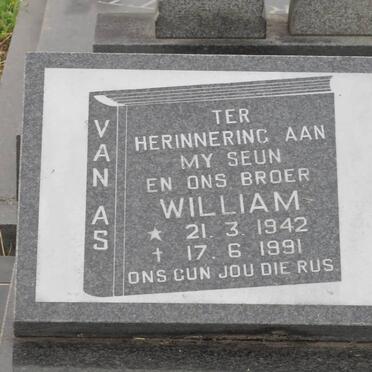 VAN AS
TER
HERINNERING AAN
MY SEUN
EN ONS BROER
WILLIAM
★ 21. 3. 1942
† 17. 6 1991
ONS GUN JOU DIE RUS